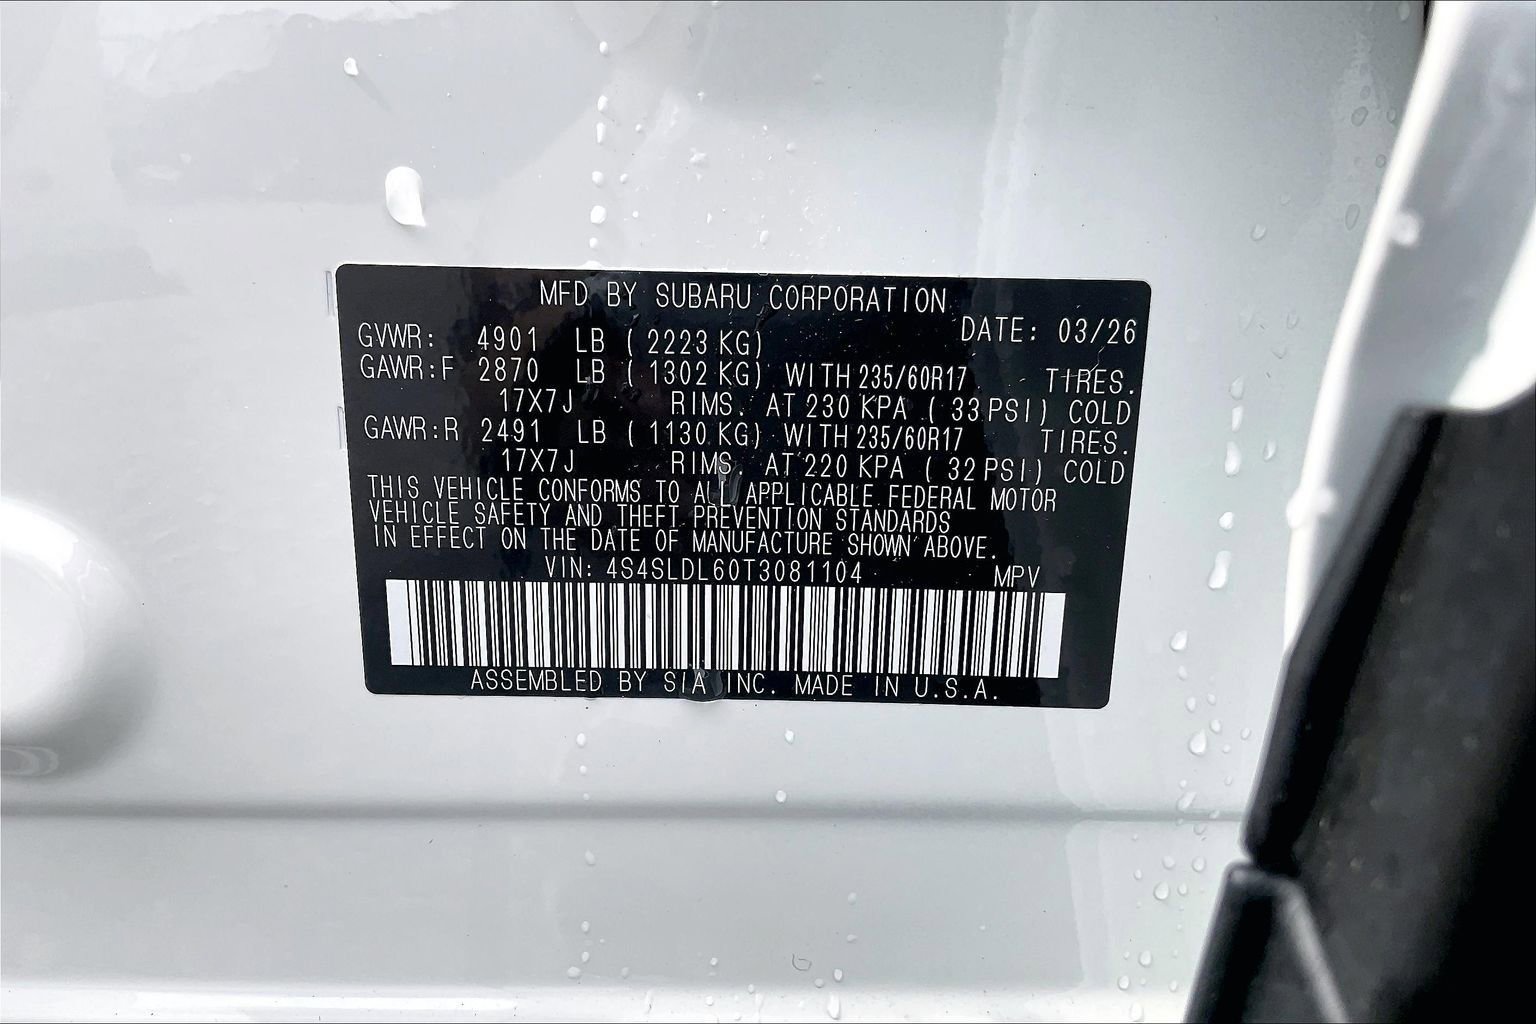 MFD BY SUBARU CORPORATION
GVWR: 4901 LB ( 2223 KG) DATE: 03/26
GAWR:F 2870 LB ( 1302 KG) WITH 235/60R17 TIRES.
17X7J RIMS. AT 230 KPA ( 33 PSI) COLD
GAWR:R 2491 LB ( 1130 KG) WITH 235/60R17 TIRES.
17X7J RIMS. AT 220 KPA ( 32 PSI) COLD
THIS VEHICLE CONFORMS TO ALL APPLICABLE FEDERAL MOTOR
VEHICLE SAFETY AND THEFT PREVENTION STANDARDS
IN EFFECT ON THE DATE OF MANUFACTURE SHOWN ABOVE.
VIN: 4S4SLDL60T3081104 MPV
ASSEMBLED BY SIA INC. MADE IN U.S.A.